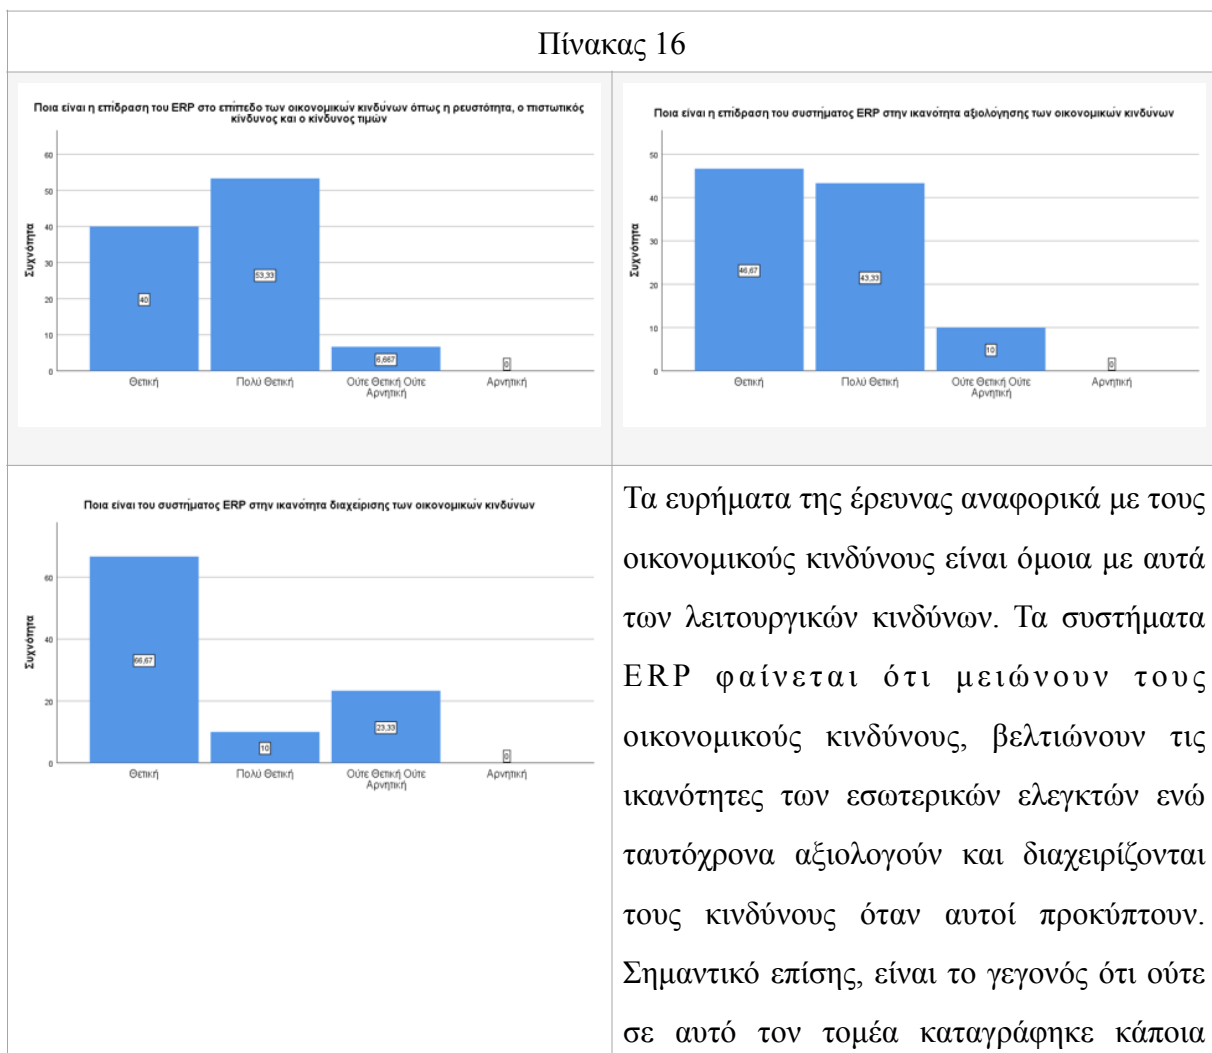 Πίνακας 16
Ποια είναι η επίδραση του ERP στο επίπεδο των οικονομικών κινδύνων όπως η ρευστότητα, ο πιστωτικός
κίνδυνος και ο κίνδυνος τιμών
Συχνότητα
60
50
40
30
20
10
0
40
53,33
6,667
0
Θετική
Πολύ Θετική
Ούτε Θετική Ούτε
Αρνητική
Αρνητική
Ποια είναι η επίδραση του συστήματος ERP στην ικανότητα αξιολόγησης των οικονομικών κινδύνων
Συχνότητα
50
40
30
20
10
0
46,67
43,33
10
0
Θετική
Πολύ Θετική
Ούτε Θετική Ούτε
Αρνητική
Αρνητική
Ποια είναι του συστήματος ERP στην ικανότητα διαχείρισης των οικονομικών κινδύνων
Συχνότητα
60
40
20
0
66,67
10
23,33
0
Θετική
Πολύ Θετική
Ούτε Θετική Ούτε
Αρνητική
Αρνητική
Τα ευρήματα της έρευνας αναφορικά με τους
οικονομικούς κινδύνους είναι όμοια με αυτά
των λειτουργικών κινδύνων. Τα συστήματα
ERP φαίνεται ότι μειώνουν τους
οικονομικούς κινδύνους, βελτιώνουν τις
ικανότητες των εσωτερικών ελεγκτών ενώ
ταυτόχρονα αξιολογούν και διαχειρίζονται
τους κινδύνους όταν αυτοί προκύπτουν.
Σημαντικό επίσης, είναι το γεγονός ότι ούτε
σε αυτό τον τομέα καταγράφηκε κάποια